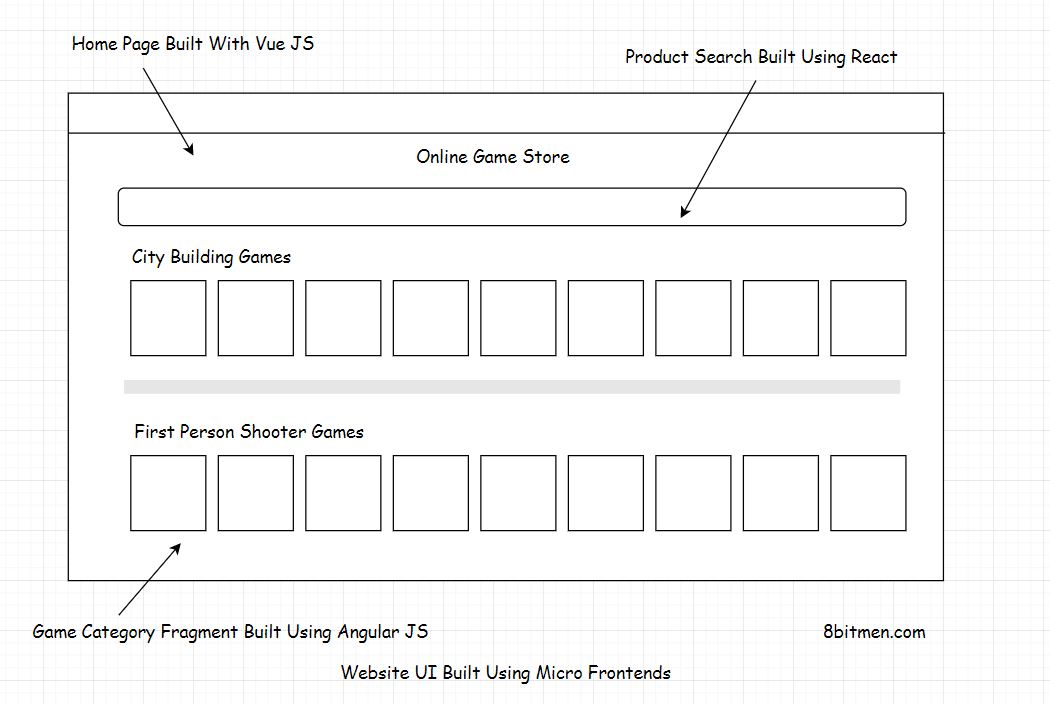 Home Page Built With Vue JS
Product Search Built Using React
Online Game Store
City Building Games
First Person Shooter Games
Game Category Fragment Built Using Angular JS
8bitmen.com
Website UI Built Using Micro Frontends